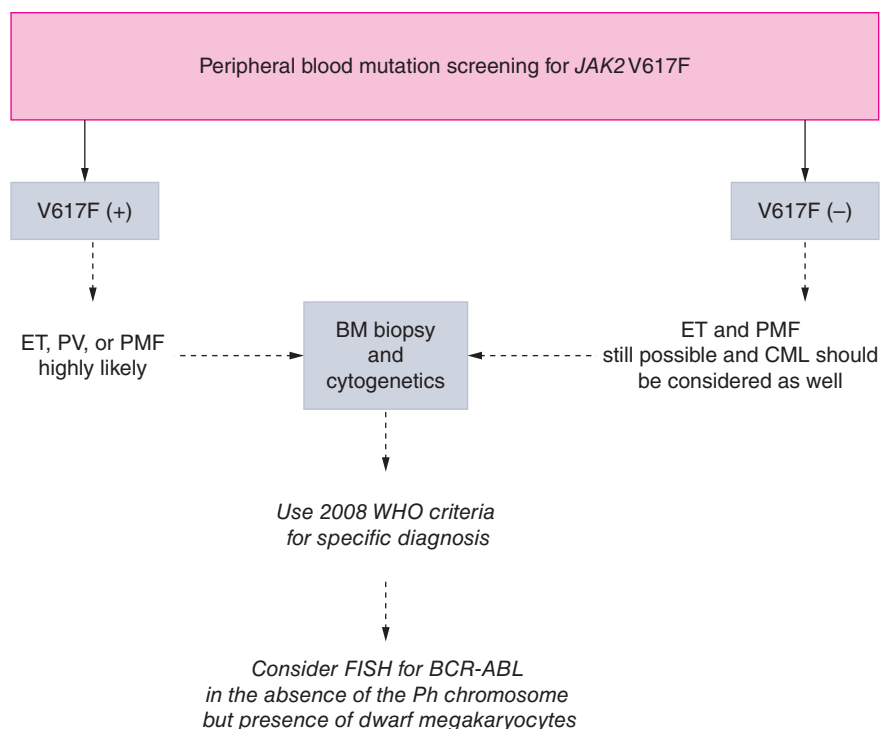 Peripheral blood mutation screening for JAK2 V617F
V617F (+)
V617F (–)
ET, PV, or PMF
highly likely
BM biopsy
and
cytogenetics
ET and PMF
still possible and CML should
be considered as well
Use 2008 WHO criteria
for specific diagnosis
Consider FISH for BCR-ABL
in the absence of the Ph chromosome
but presence of dwarf megakaryocytes